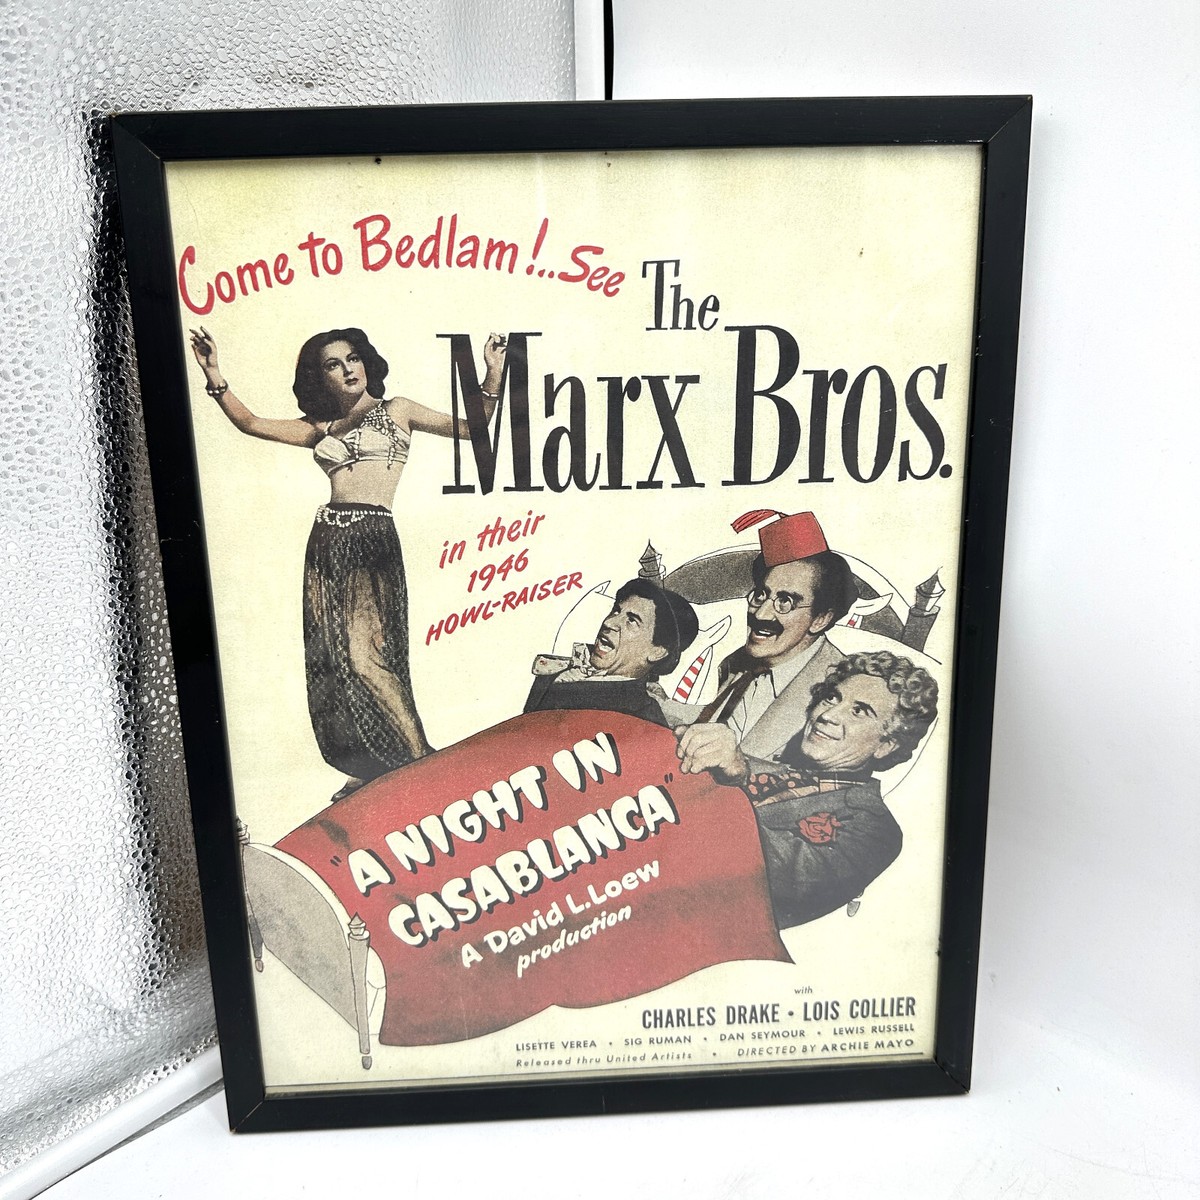 Come to Bedlam!..See
The
Marx Bros.
in their
1946
HOWL-RAISER
"A NIGHT IN
CASABLANCA"
A David L. Loew
production
with
CHARLES DRAKE • LOIS COLLIER
LISETTE VEREA • SIG RUMAN • DAN SEYMOUR • LEWIS RUSSELL
Released thru United Artists • DIRECTED BY ARCHIE MAYO